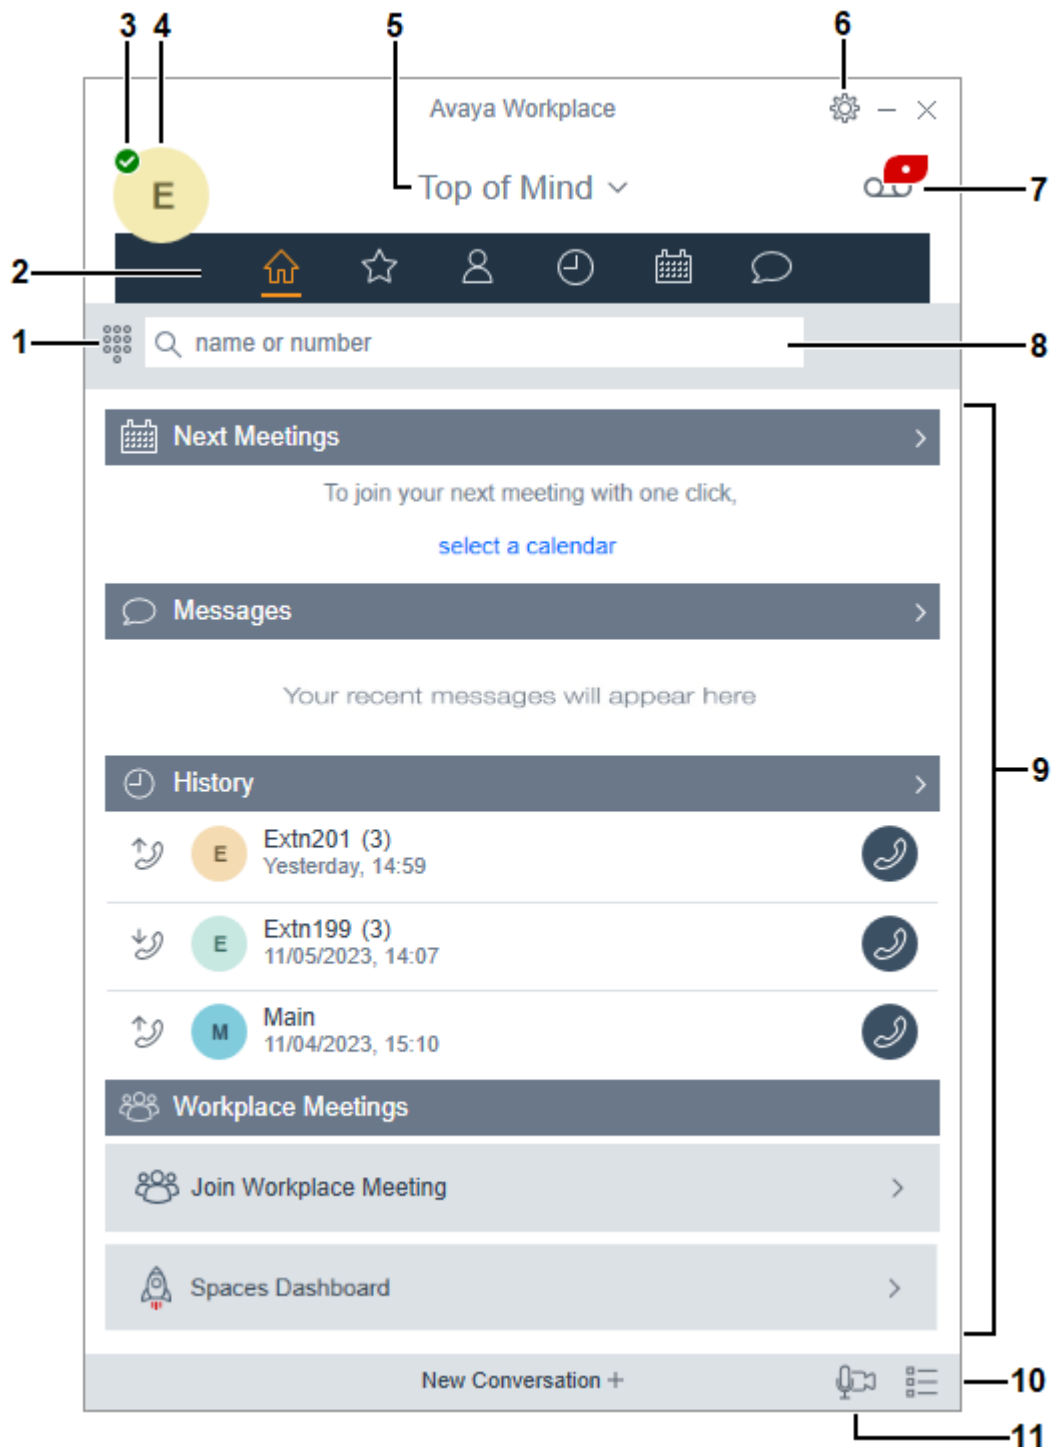 3 4 5 6
Avaya Workplace
E
Top of Mind
7
2
1
name or number
8
Next Meetings
To join your next meeting with one click,
select a calendar
Messages
Your recent messages will appear here
9
History
E
Extn201 (3)
Yesterday, 14:59
E
Extn199 (3)
11/05/2023, 14:07
M
Main
11/04/2023, 15:10
Workplace Meetings
Join Workplace Meeting
Spaces Dashboard
New Conversation +
10
11